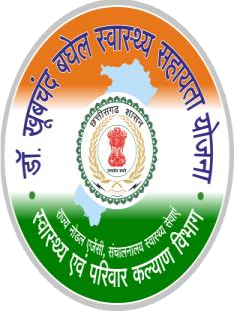 डॉ. खूबचंद बघेल स्वास्थ्य सहायता योजना
छत्तीसगढ़ शासन
राज्य नोडल एजेंसी, संचालनालय स्वास्थ्य सेवाएं
स्वास्थ्य एवं परिवार कल्याण विभाग